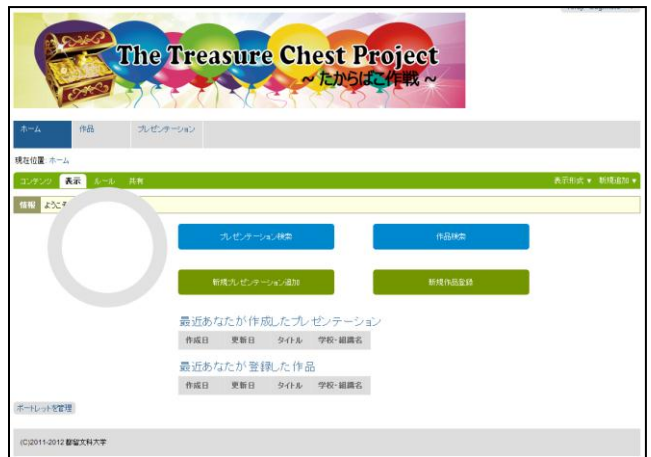 The Treasure Chest Project
～ たからばこ作戦 ～
ホーム 作品 プレゼンテーション
現在位置: ホーム
コンテンツ 表示 ルール 共有 表示形式 ▼ 新規追加 ▼
情報 ようこそ
プレゼンテーション検索 作品検索
新規プレゼンテーション追加 新規作品登録
最近あなたが作成したプレゼンテーション
作成日 更新日 タイトル 学校・組織名
最近あなたが登録した作品
作成日 更新日 タイトル 学校・組織名
ポートレットを管理
(C)2011-2012 都留文科大学